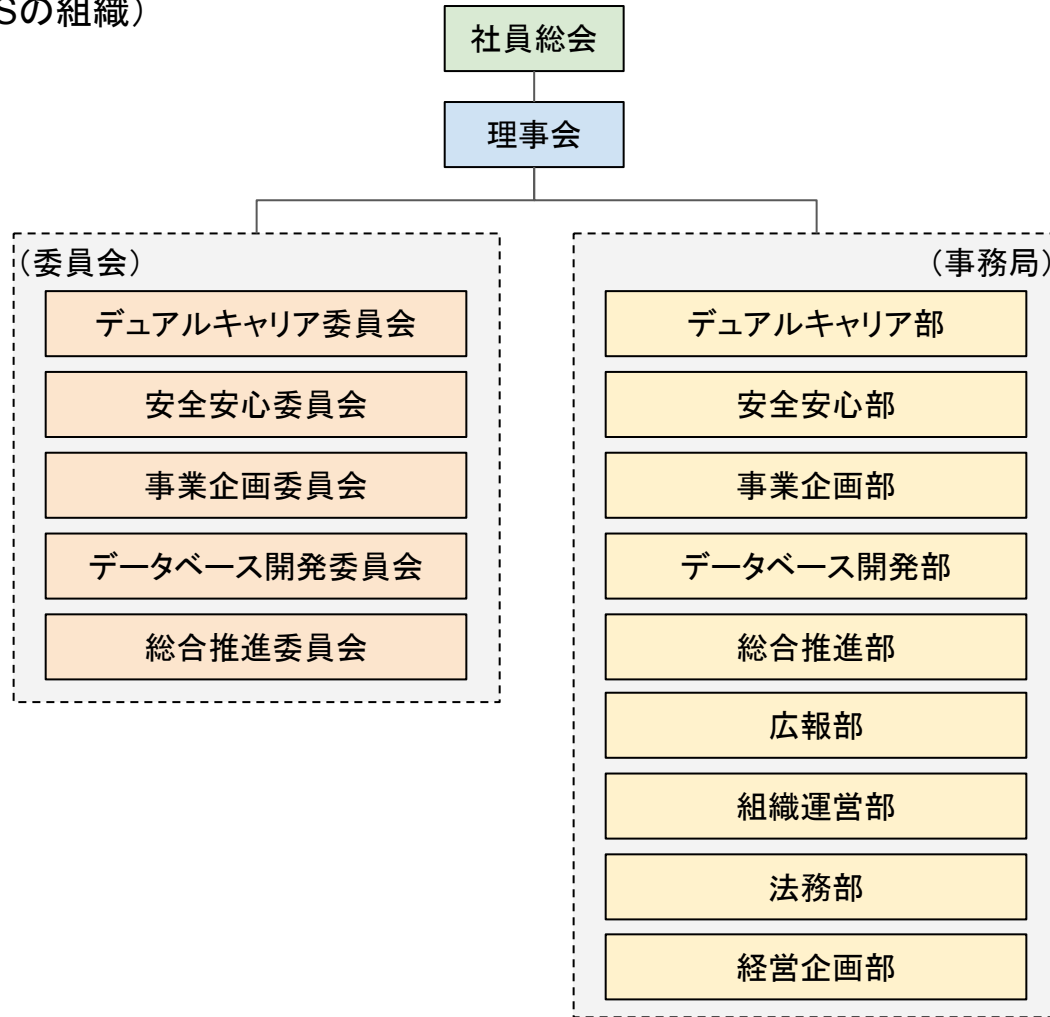 Sの組織）
社員総会
理事会
（委員会）
デュアルキャリア委員会
安全安心委員会
事業企画委員会
データベース開発委員会
総合推進委員会
（事務局）
デュアルキャリア部
安全安心部
事業企画部
データベース開発部
総合推進部
広報部
組織運営部
法務部
経営企画部